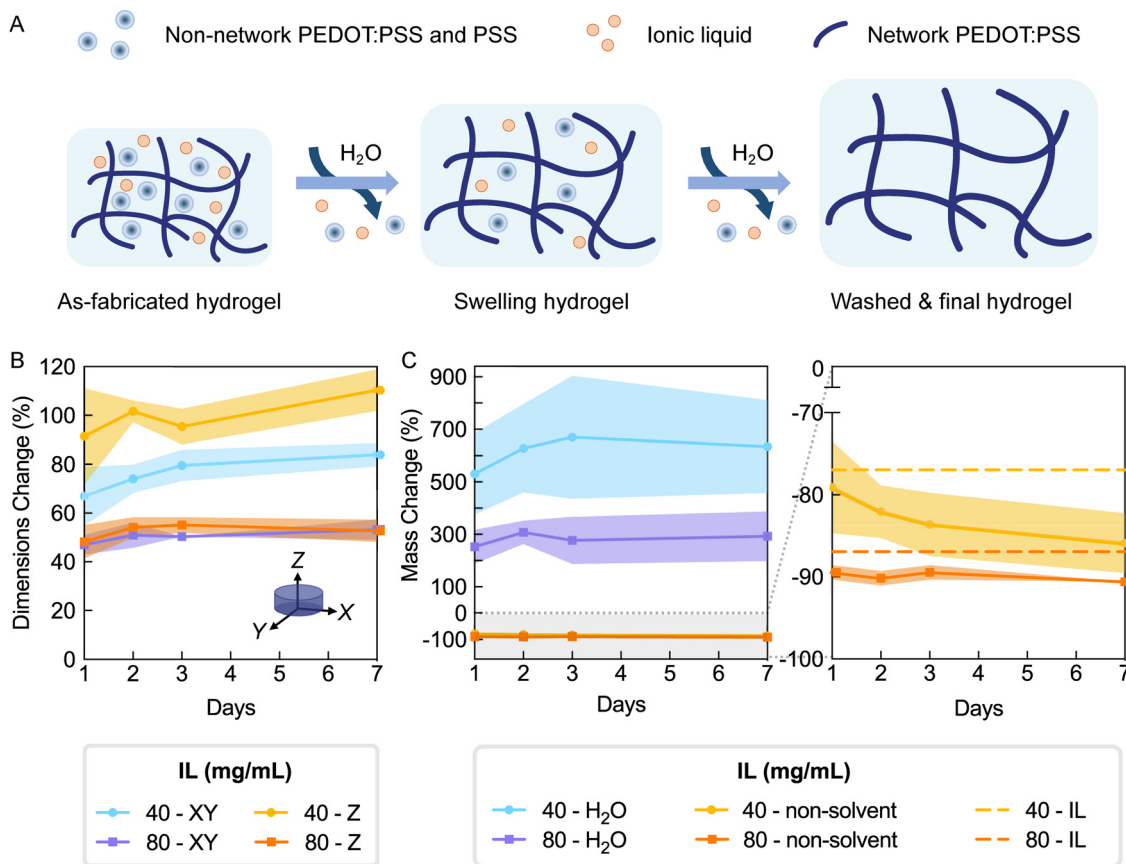 A
Non-network PEDOT:PSS and PSS
Ionic liquid
Network PEDOT:PSS
H₂O
H₂O
As-fabricated hydrogel
Swelling hydrogel
Washed & final hydrogel
B
Dimensions Change (%)
120
100
80
60
40
20
0
1 2 3 4 5 6 7
Days
Z
Y
X
C
Mass Change (%)
900
700
500
300
100
0
-100
1 2 3 4 5 6 7
Days
0
-70
-80
-90
-100
1 2 3 4 5 6 7
Days
IL (mg/mL)
40 - XY 40 - Z
80 - XY 80 - Z
IL (mg/mL)
40 - H₂O 40 - non-solvent 40 - IL
80 - H₂O 80 - non-solvent 80 - IL